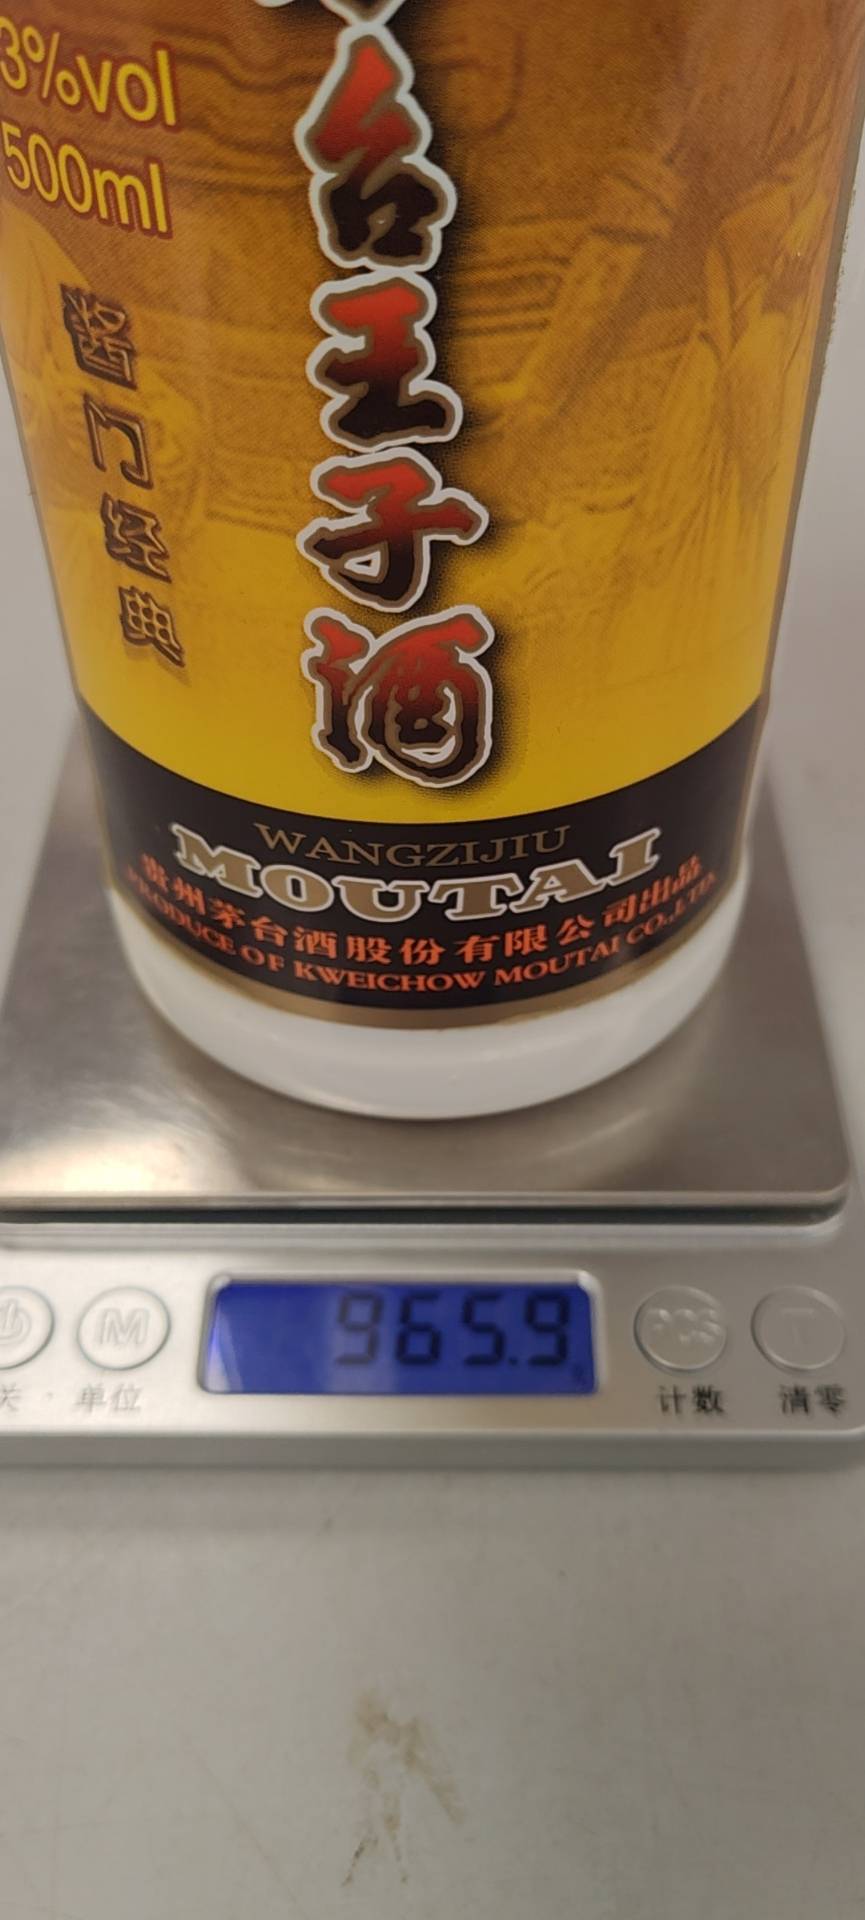 3%vol
500ml
台王子酒
酱门经典
WANGZIJIU
MOUTAI
贵州茅台酒股份有限公司出品
PRODUCE OF KWEICHOW MOUTAI CO.,LTD
965.9
M
PCS
T
关·单位
计数
清零